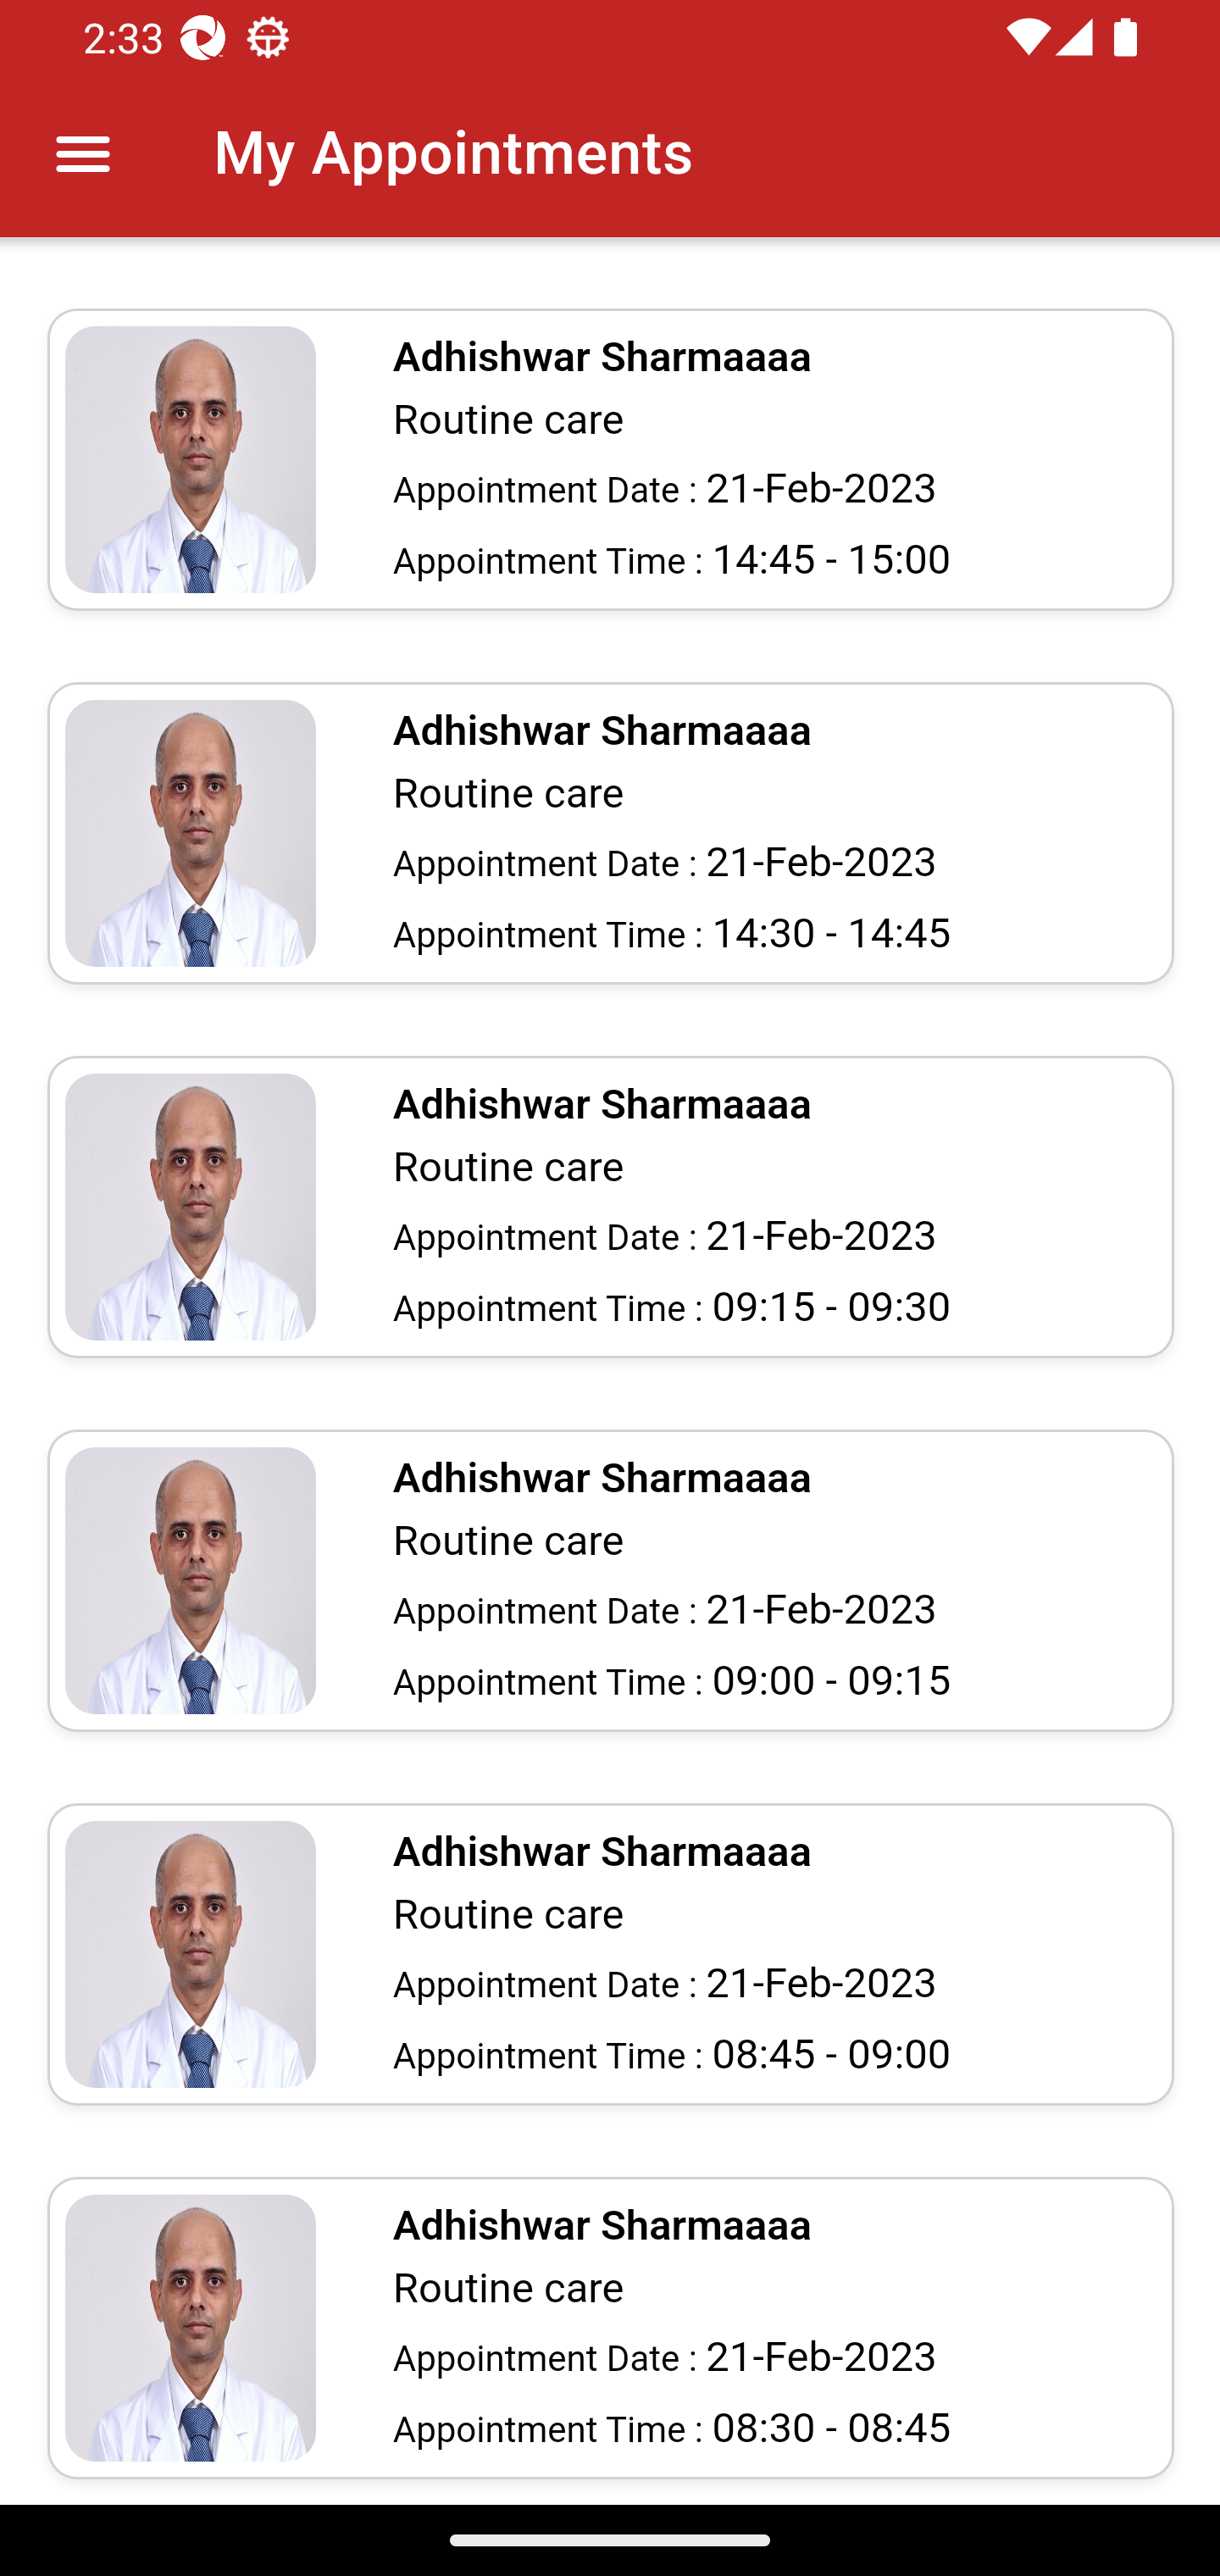 2:33
My Appointments
Adhishwar Sharmaaaa
Routine care
Appointment Date : 21-Feb-2023
Appointment Time : 14:45 - 15:00
Adhishwar Sharmaaaa
Routine care
Appointment Date : 21-Feb-2023
Appointment Time : 14:30 - 14:45
Adhishwar Sharmaaaa
Routine care
Appointment Date : 21-Feb-2023
Appointment Time : 09:15 - 09:30
Adhishwar Sharmaaaa
Routine care
Appointment Date : 21-Feb-2023
Appointment Time : 09:00 - 09:15
Adhishwar Sharmaaaa
Routine care
Appointment Date : 21-Feb-2023
Appointment Time : 08:45 - 09:00
Adhishwar Sharmaaaa
Routine care
Appointment Date : 21-Feb-2023
Appointment Time : 08:30 - 08:45